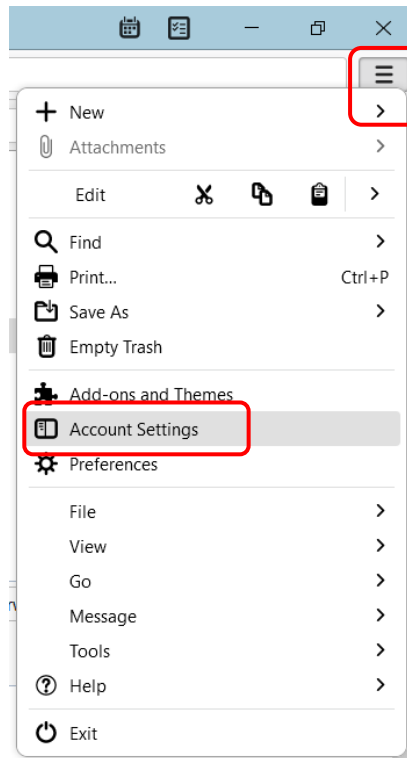 New
Attachments
Edit
Find
Print... Ctrl+P
Save As
Empty Trash
Add-ons and Themes
Account Settings
Preferences
File
View
Go
Message
Tools
Help
Exit